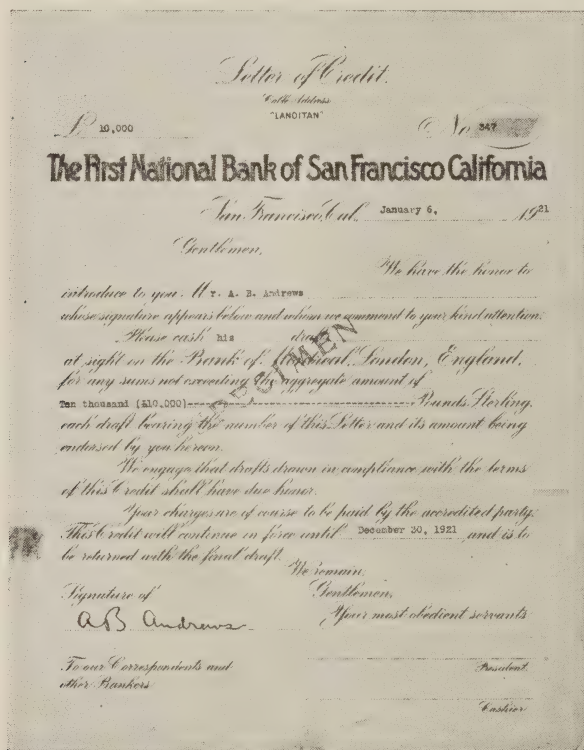 Letter of Credit.
Cable Address
"LANOITAN"
£ 10,000 No 347
The First National Bank of San Francisco California
San Francisco, Cal. January 6, 1921
Gentlemen,
We have the honor to
introduce to you. Mr. A. B. Andrews
whose signature appears below and whom we commend to your kind attention.
Please cash his drafts
at sight on the Bank of Montreal, London, England,
for any sums not exceeding the aggregate amount of
Ten thousand (£10,000)---Pounds Sterling,
each draft bearing the number of this Letter and its amount being
endorsed by you hereon.
We engage that drafts drawn in compliance with the terms
of this Credit shall have due honor.
Your charges are of course to be paid by the accredited party.
This Credit will continue in force until December 30, 1921 and is to
be returned with the final draft.
We remain,
Signature of Gentlemen,
AB Andrews Your most obedient servants
To our Correspondents and President.
other Bankers.
Cashier
SPECIMEN